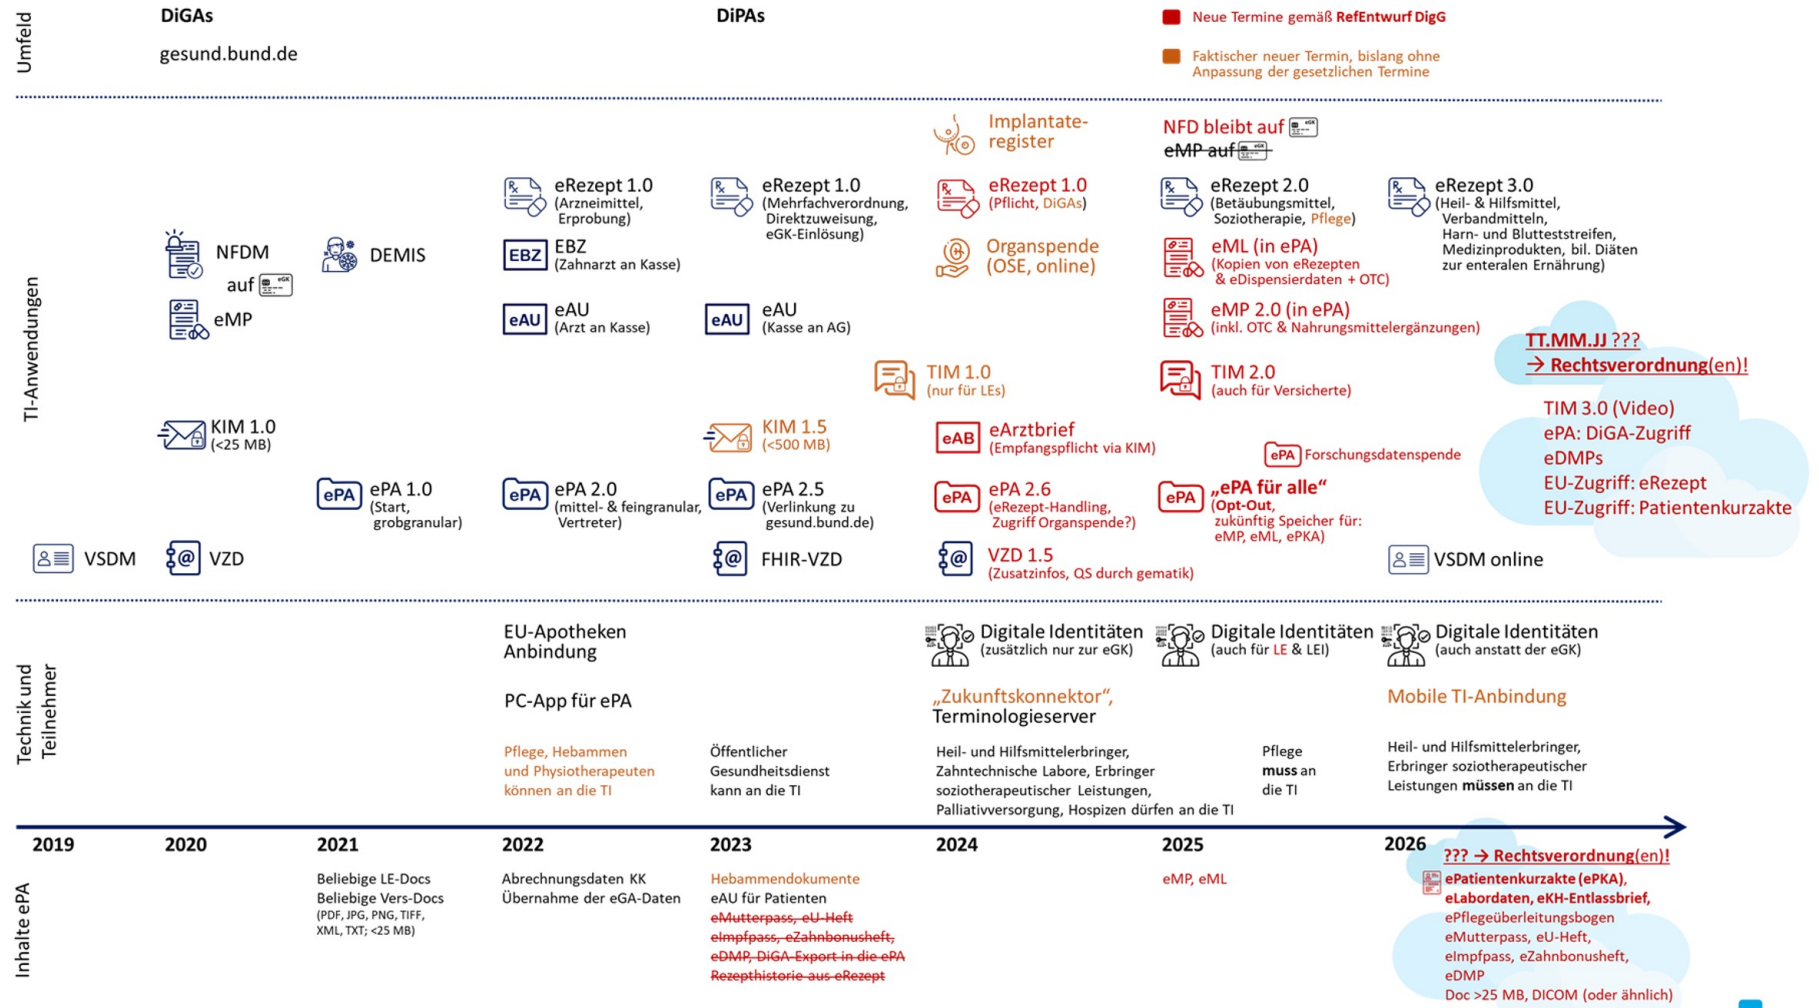 Umfeld
DiGAs
gesund.bund.de
DiPAs
Neue Termine gemäß RefEntwurf DigG
Faktischer neuer Termin, bislang ohne
Anpassung der gesetzlichen Termine
TI-Anwendungen
Implantate-
register
NFD bleibt auf eGK
eMP auf eGK
eRezept 1.0
(Arzneimittel,
Erprobung)
eRezept 1.0
(Mehrfachverordnung,
Direktzuweisung,
eGK-Einlösung)
eRezept 1.0
(Pflicht, DiGAs)
eRezept 2.0
(Betäubungsmittel,
Soziotherapie, Pflege)
eRezept 3.0
(Heil- & Hilfsmittel,
Verbandmitteln,
Harn- und Blutteststreifen,
Medizinprodukten, bil. Diäten
zur enteralen Ernährung)
NFDM
auf eGK
eMP
DEMIS
EBZ
EBZ
(Zahnarzt an Kasse)
Organspende
(OSE, online)
eML (in ePA)
(Kopien von eRezepten
& eDispensierdaten + OTC)
eAU
eAU
(Arzt an Kasse)
eAU
eAU
(Kasse an AG)
eMP 2.0 (in ePA)
(inkl. OTC & Nahrungsmittelergänzungen)
TIM 1.0
(nur für LEs)
TIM 2.0
(auch für Versicherte)
TT.MM.JJ ???
→ Rechtsverordnung(en)!
TIM 3.0 (Video)
ePA: DiGA-Zugriff
eDMPs
EU-Zugriff: eRezept
EU-Zugriff: Patientenkurzakte
KIM 1.0
(<25 MB)
KIM 1.5
(<500 MB)
eAB
eArztbrief
(Empfangspflicht via KIM)
ePA
Forschungsdatenspende
ePA
ePA 1.0
(Start,
grobgranular)
ePA
ePA 2.0
(mittel- & feingranular,
Vertreter)
ePA
ePA 2.5
(Verlinkung zu
gesund.bund.de)
ePA
ePA 2.6
(eRezept-Handling,
Zugriff Organspende?)
ePA
„ePA für alle“
(Opt-Out,
zukünftig Speicher für:
eMP, eML, ePKA)
VSDM
@
VZD
@
FHIR-VZD
@
VZD 1.5
(Zusatzinfos, QS durch gematik)
VSDM online
Technik und
Teilnehmer
EU-Apotheken
Anbindung
PC-App für ePA
Pflege, Hebammen
und Physiotherapeuten
können an die TI
Öffentlicher
Gesundheitsdienst
kann an die TI
Digitale Identitäten
(zusätzlich nur zur eGK)
„Zukunftskonnektor“,
Terminologieserver
Heil- und Hilfsmittelerbringer,
Zahntechnische Labore, Erbringer
soziotherapeutischer Leistungen,
Palliativversorgung, Hospizen dürfen an die TI
Digitale Identitäten
(auch für LE & LEI)
Pflege
muss an
die TI
Digitale Identitäten
(auch anstatt der eGK)
Mobile TI-Anbindung
Heil- und Hilfsmittelerbringer,
Erbringer soziotherapeutischer
Leistungen müssen an die TI
2019
2020
2021
2022
2023
2024
2025
2026
Inhalte ePA
Beliebige LE-Docs
Beliebige Vers-Docs
(PDF, JPG, PNG, TIFF,
XML, TXT; <25 MB)
Abrechnungsdaten KK
Übernahme der eGA-Daten
Hebammendokumente
eAU für Patienten
eMutterpass, eU-Heft
eImpfpass, eZahnbonusheft,
eDMP, DiGA-Export in die ePA
Rezepthistorie aus eRezept
eMP, eML
??? → Rechtsverordnung(en)!
ePatientenkurzakte (ePKA),
eLabordaten, eKH-Entlassbrief,
ePflegeüberleitungsbogen
eMutterpass, eU-Heft,
eImpfpass, eZahnbonusheft,
eDMP
Doc >25 MB, DICOM (oder ähnlich)